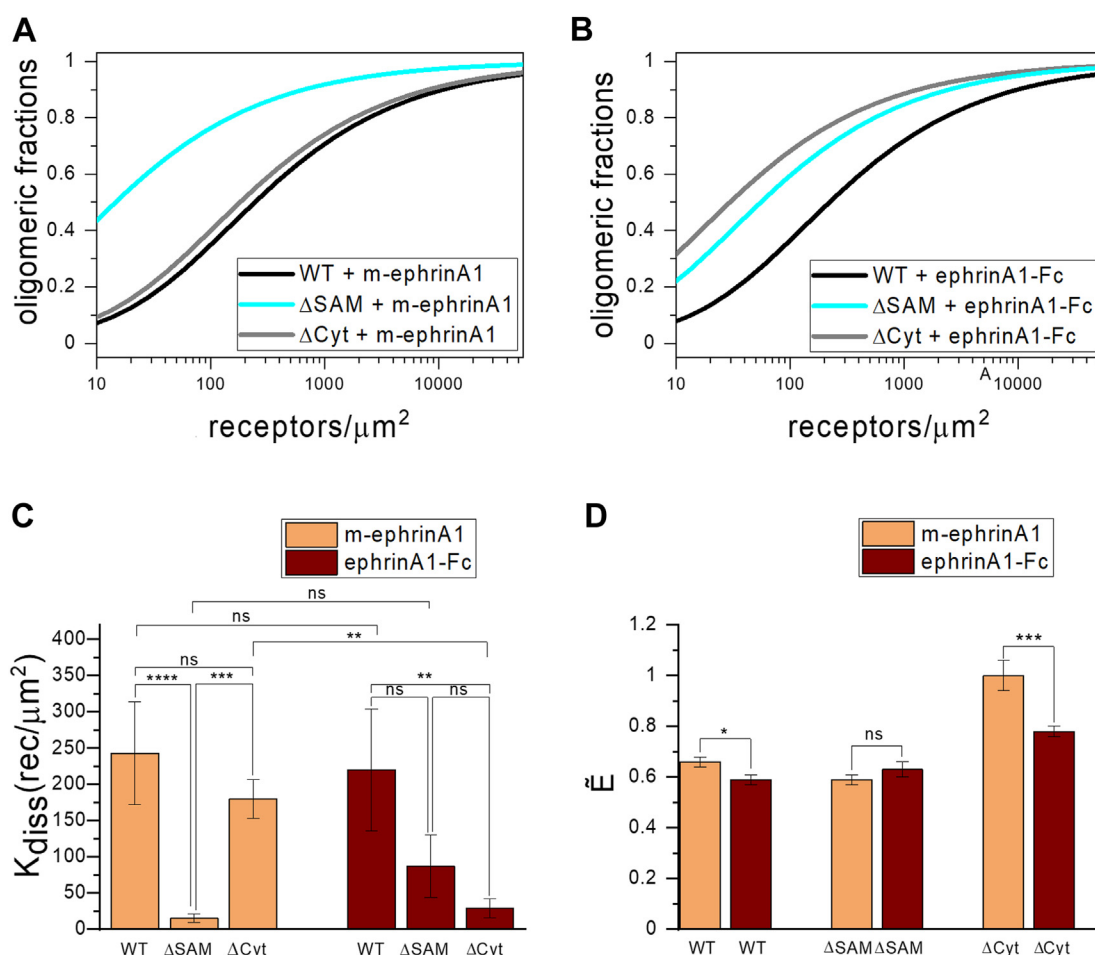 A
oligomeric fractions
1
0.8
0.6
0.4
0.2
0
WT + m-ephrinA1
ΔSAM + m-ephrinA1
ΔCyt + m-ephrinA1
10 100 1000 10000
receptors/μm²
B
oligomeric fractions
1
0.8
0.6
0.4
0.2
0
WT + ephrinA1-Fc
ΔSAM + ephrinA1-Fc
ΔCyt + ephrinA1-Fc
10 100 1000 A 10000
receptors/μm²
C
m-ephrinA1
ephrinA1-Fc
Kdiss(rec/μm²)
400
350
300
250
200
150
100
50
0
ns
ns
**
ns
**
**** ***
ns ns
WT ΔSAM ΔCyt WT ΔSAM ΔCyt
D
m-ephrinA1
ephrinA1-Fc
Ẽ
1.2
1
0.8
0.6
0.4
0.2
0
*
ns
***
WT WT ΔSAM ΔSAM ΔCyt ΔCyt